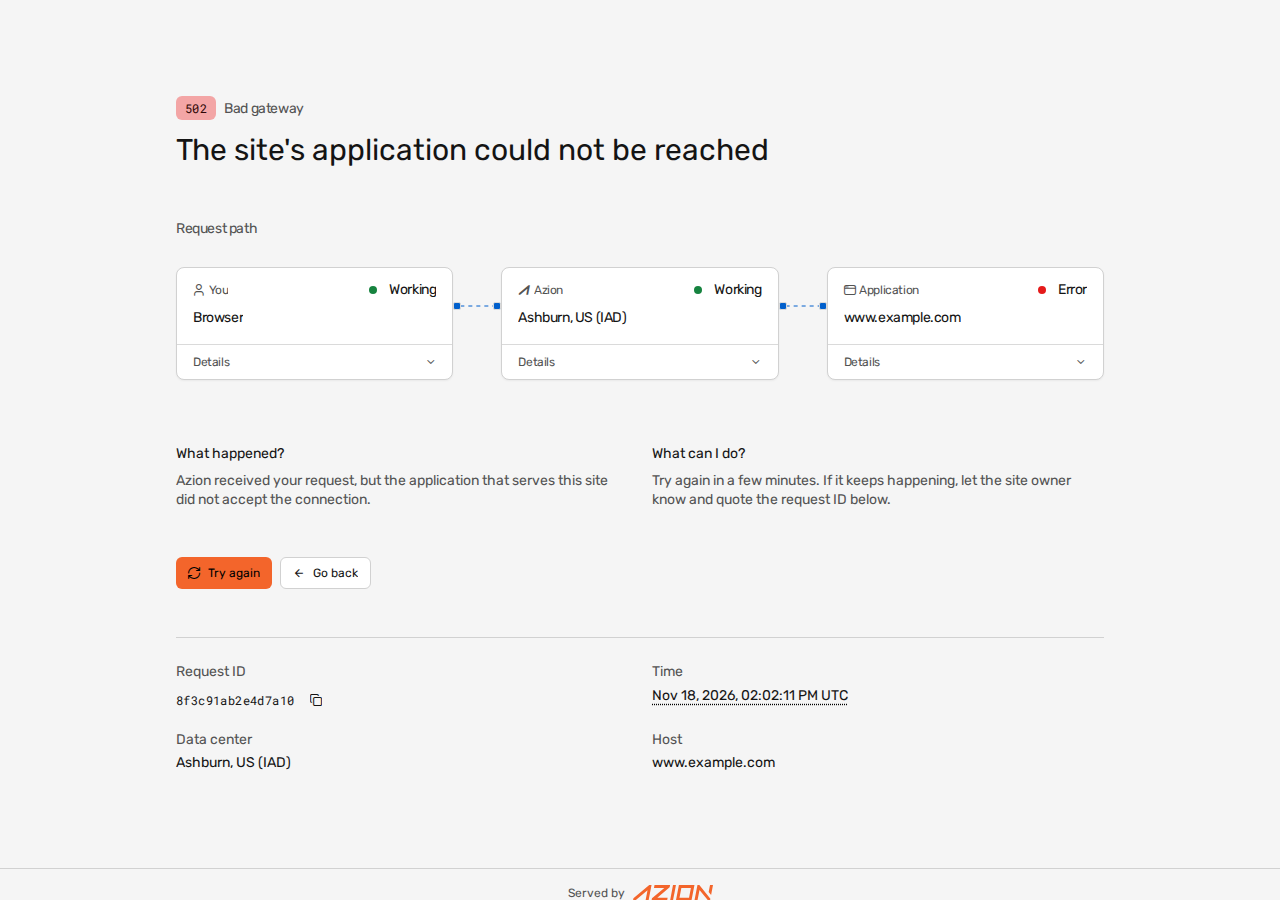 502 Bad gateway
The site's application could not be reached
Request path
You Working
Browser
Details
Azion Working
Ashburn, US (IAD)
Details
Application Error
www.example.com
Details
What happened?
Azion received your request, but the application that serves this site
did not accept the connection.
What can I do?
Try again in a few minutes. If it keeps happening, let the site owner
know and quote the request ID below.
Try again
Go back
Request ID
8f3c91ab2e4d7a10
Time
Nov 18, 2026, 02:02:11 PM UTC
Data center
Ashburn, US (IAD)
Host
www.example.com
Served by AZION